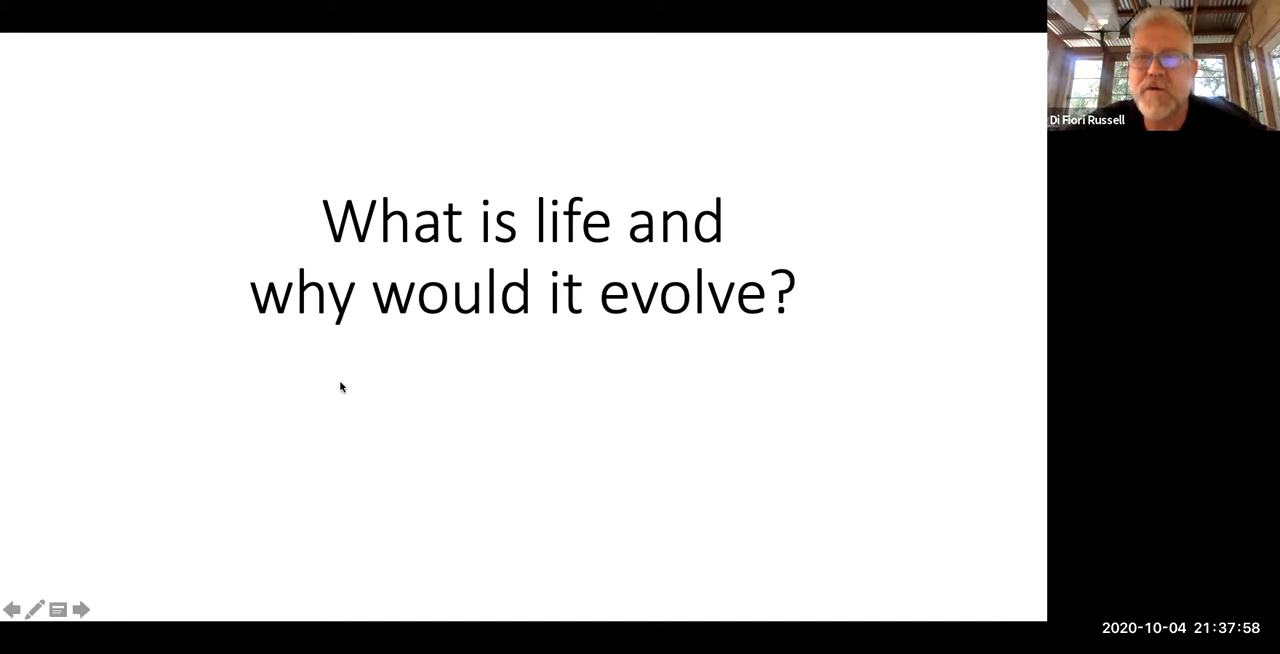 What is life and
why would it evolve?
Di Fiori Russell
2020-10-04 21:37:58